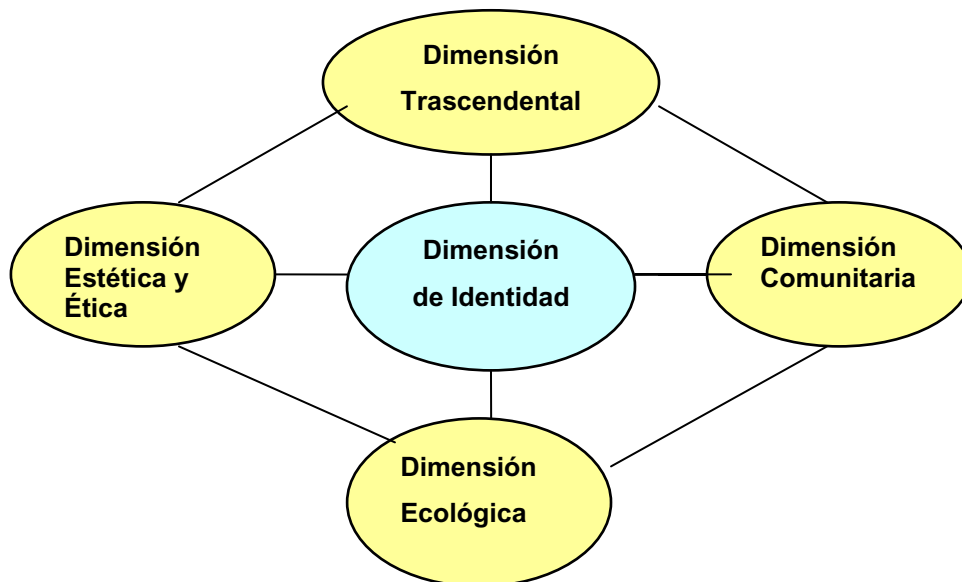 Dimensión
Trascendental
Dimensión
Estética y
Ética
Dimensión
de Identidad
Dimensión
Comunitaria
Dimensión
Ecológica